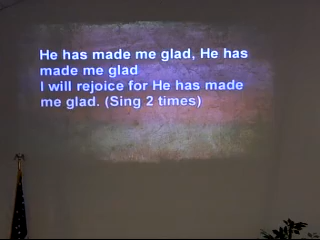 He has made me glad, He has
made me glad
I will rejoice for He has made
me glad. (Sing 2 times)